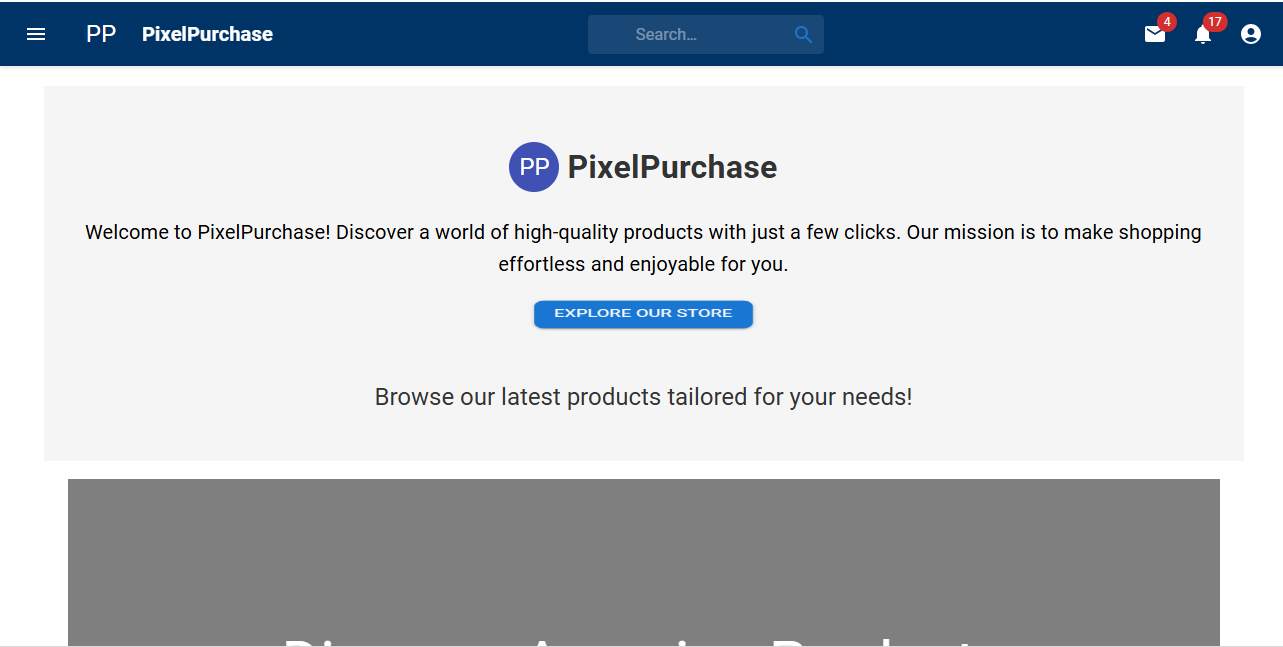 PP PixelPurchase Search... 4 17
PP PixelPurchase
Welcome to PixelPurchase! Discover a world of high-quality products with just a few clicks. Our mission is to make shopping
effortless and enjoyable for you.
EXPLORE OUR STORE
Browse our latest products tailored for your needs!